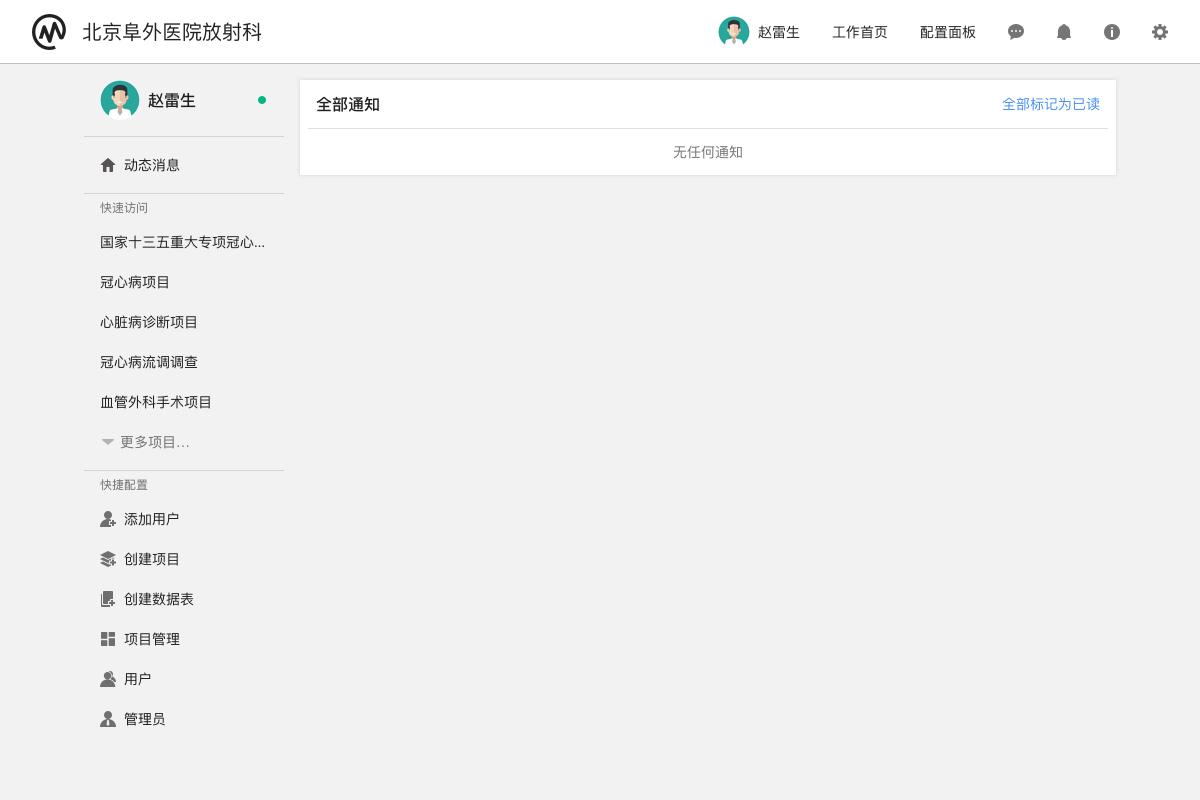 北京阜外医院放射科
赵雷生
工作首页
配置面板
赵雷生
动态消息
快速访问
国家十三五重大专项冠心...
冠心病项目
心脏病诊断项目
冠心病流调调查
血管外科手术项目
更多项目...
快捷配置
添加用户
创建项目
创建数据表
项目管理
用户
管理员
全部通知
全部标记为已读
无任何通知